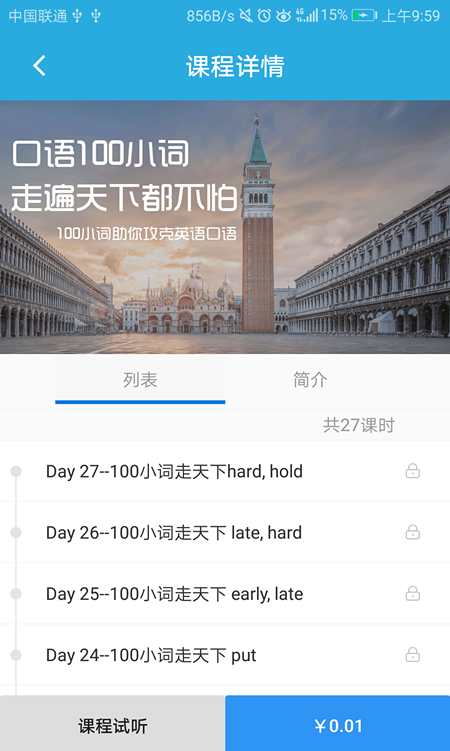 中国联通 856B/s 4G 15% 上午9:59
课程详情
口语100小词
走遍天下都不怕
100小词助你攻克英语口语
列表 简介
共27课时
Day 27--100小词走天下hard, hold
Day 26--100小词走天下 late, hard
Day 25--100小词走天下 early, late
Day 24--100小词走天下 put
课程试听 ￥0.01